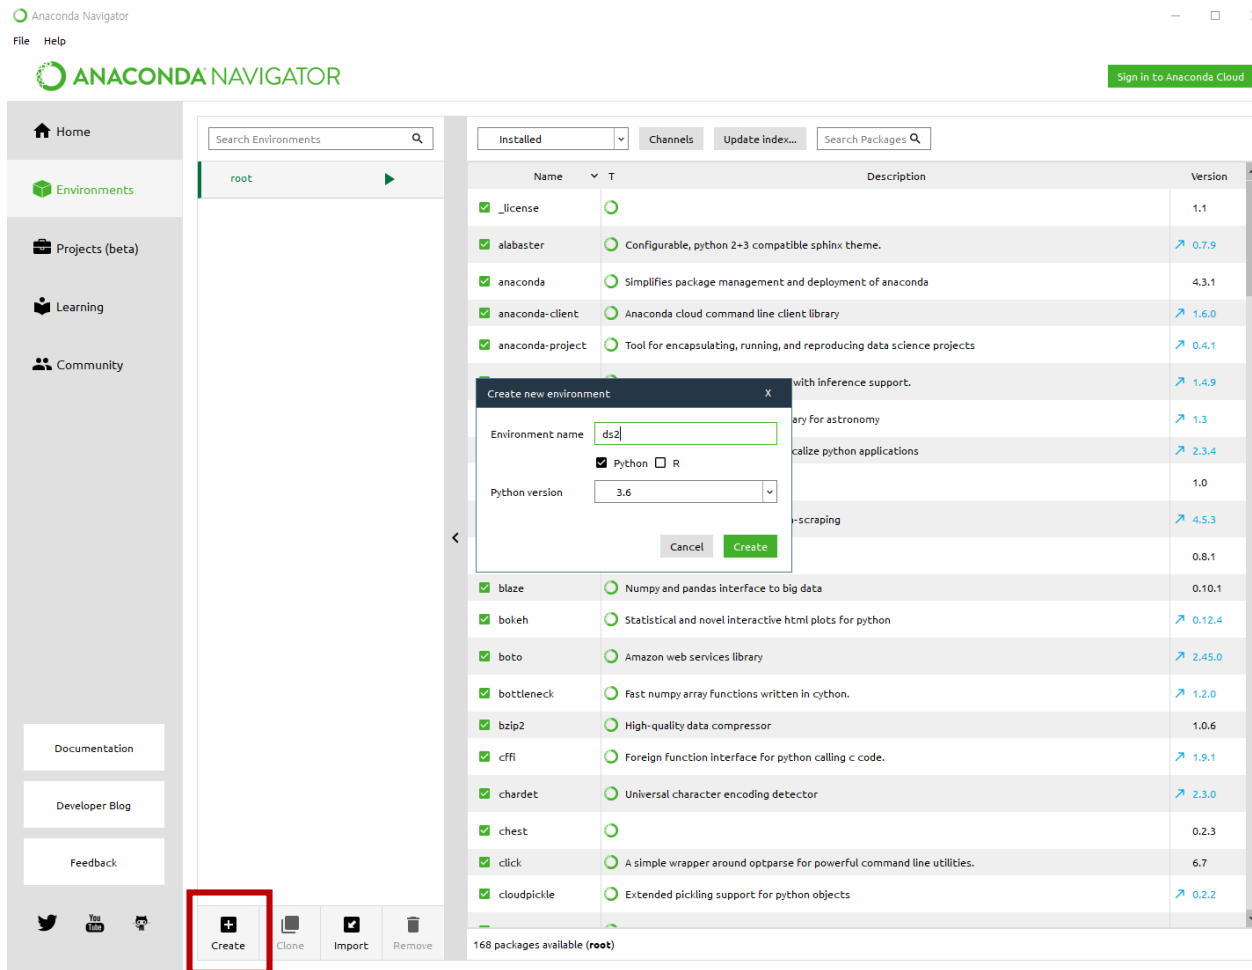 Anaconda Navigator
File Help
ANACONDA NAVIGATOR
Sign in to Anaconda Cloud
Home
Environments
Projects (beta)
Learning
Community
Documentation
Developer Blog
Feedback
You
Tube
Search Environments
root
Create Clone Import Remove
Installed Channels Update index... Search Packages
Name T Description Version
_license 1.1
alabaster Configurable, python 2+3 compatible sphinx theme. 0.7.9
anaconda Simplifies package management and deployment of anaconda 4.3.1
anaconda-client Anaconda cloud command line client library 1.6.0
anaconda-project Tool for encapsulating, running, and reproducing data science projects 0.4.1
with inference support. 1.4.9
ary for astronomy 1.3
calize python applications 2.3.4
1.0
-scraping 4.5.3
0.8.1
Create new environment X
Environment name ds2
Python R
Python version 3.6
Cancel Create
blaze Numpy and pandas interface to big data 0.10.1
bokeh Statistical and novel interactive html plots for python 0.12.4
boto Amazon web services library 2.45.0
bottleneck Fast numpy array functions written in cython. 1.2.0
bzip2 High-quality data compressor 1.0.6
cffi Foreign function interface for python calling c code. 1.9.1
chardet Universal character encoding detector 2.3.0
chest 0.2.3
click A simple wrapper around optparse for powerful command line utilities. 6.7
cloudpickle Extended pickling support for python objects 0.2.2
168 packages available (root)